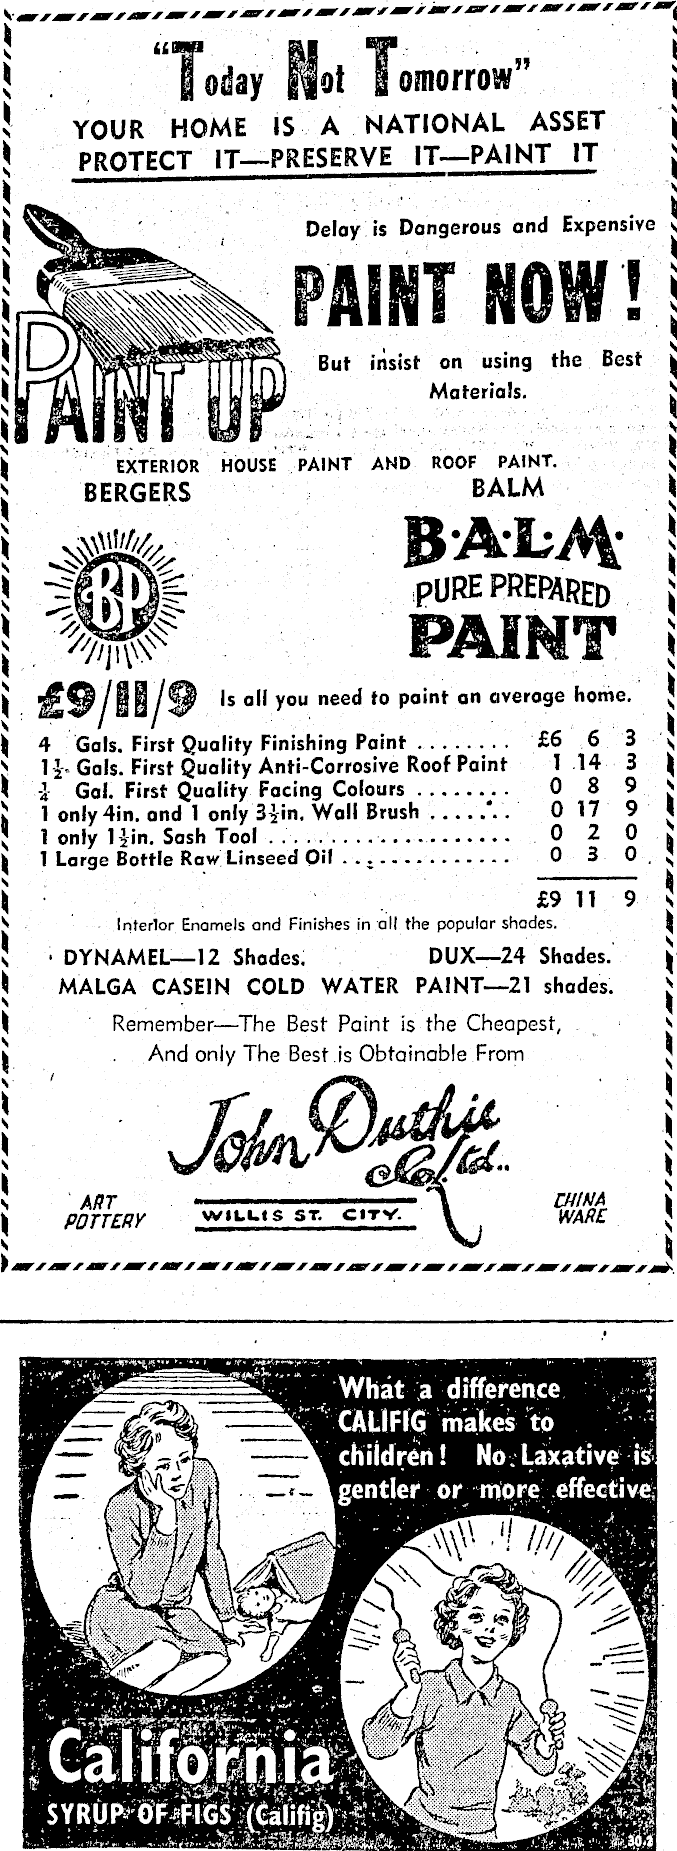 "Today Not Tomorrow"
YOUR HOME IS A NATIONAL ASSET
PROTECT IT—PRESERVE IT—PAINT IT
Delay is Dangerous and Expensive
PAINT NOW!
But insist on using the Best
Materials.
PAINT UP
EXTERIOR HOUSE PAINT AND ROOF PAINT.
BERGERS
BALM
BP
B·A·L·M·
PURE PREPARED
PAINT
£9/11/9 Is all you need to paint an average home.
4 Gals. First Quality Finishing Paint ........ £6 6 3
1½ Gals. First Quality Anti-Corrosive Roof Paint 1 14 3
¼ Gal. First Quality Facing Colours ........ 0 8 9
1 only 4in. and 1 only 3½in. Wall Brush ....... 0 17 9
1 only 1½in. Sash Tool ..................... 0 2 0
1 Large Bottle Raw Linseed Oil .............. 0 3 0
£9 11 9
Interior Enamels and Finishes in all the popular shades.
DYNAMEL—12 Shades. DUX—24 Shades.
MALGA CASEIN COLD WATER PAINT—21 shades.
Remember—The Best Paint is the Cheapest,
And only The Best is Obtainable From
John Duthie
Co. Ltd..
ART
POTTERY
WILLIS ST. CITY.
CHINA
WARE
What a difference
CALIFIG makes to
children! No Laxative is
gentler or more effective
California
SYRUP OF FIGS (Califig)
30.3